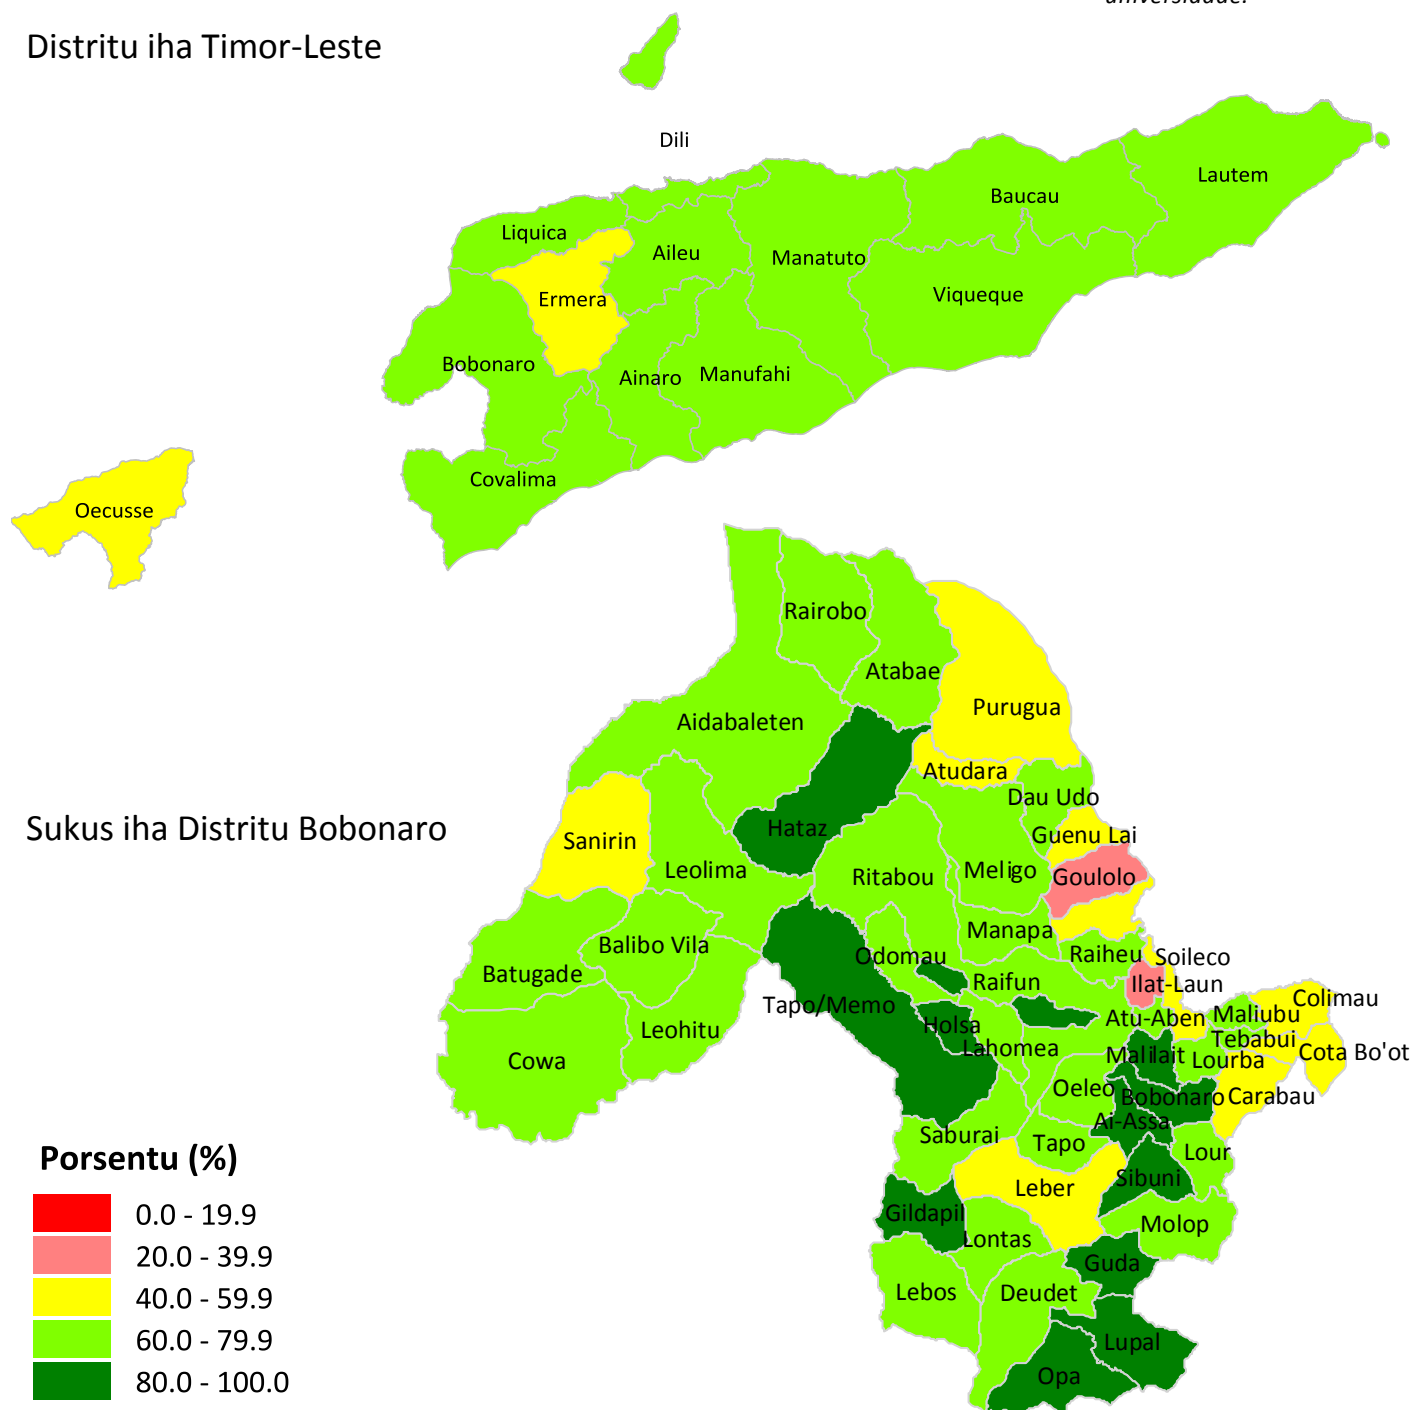 universidade.
Distritu iha Timor-Leste
Dili
Lautem
Baucau
Liquica
Aileu
Manatuto
Ermera
Viqueque
Bobonaro
Ainaro
Manufahi
Covalima
Oecusse
Rairobo
Atabae
Purugua
Aidabaleten
Atudara
Dau Udo
Sukus iha Distritu Bobonaro
Hataz
Guenu Lai
Sanirin
Leolima
Ritabou
Meligo
Goulolo
Manapa
Balibo Vila
Odomau
Raiheu
Soileco
Batugade
Raifun
Ilat-Laun
Colimau
Tapo/Memo
Atu-Aben
Maliubu
Leohitu
Holsa
Tebabui
Lahomea
Malilait
Lourba
Cota Bo'ot
Cowa
Oeleo
Bobonaro
Carabau
Ai-Assa
Saburai
Tapo
Lour
Porsentu (%)
Leber
Sibuni
0.0 - 19.9
Gildapil
Molop
Lontas
20.0 - 39.9
Guda
Lebos
Deudet
40.0 - 59.9
60.0 - 79.9
Lupal
Opa
80.0 - 100.0